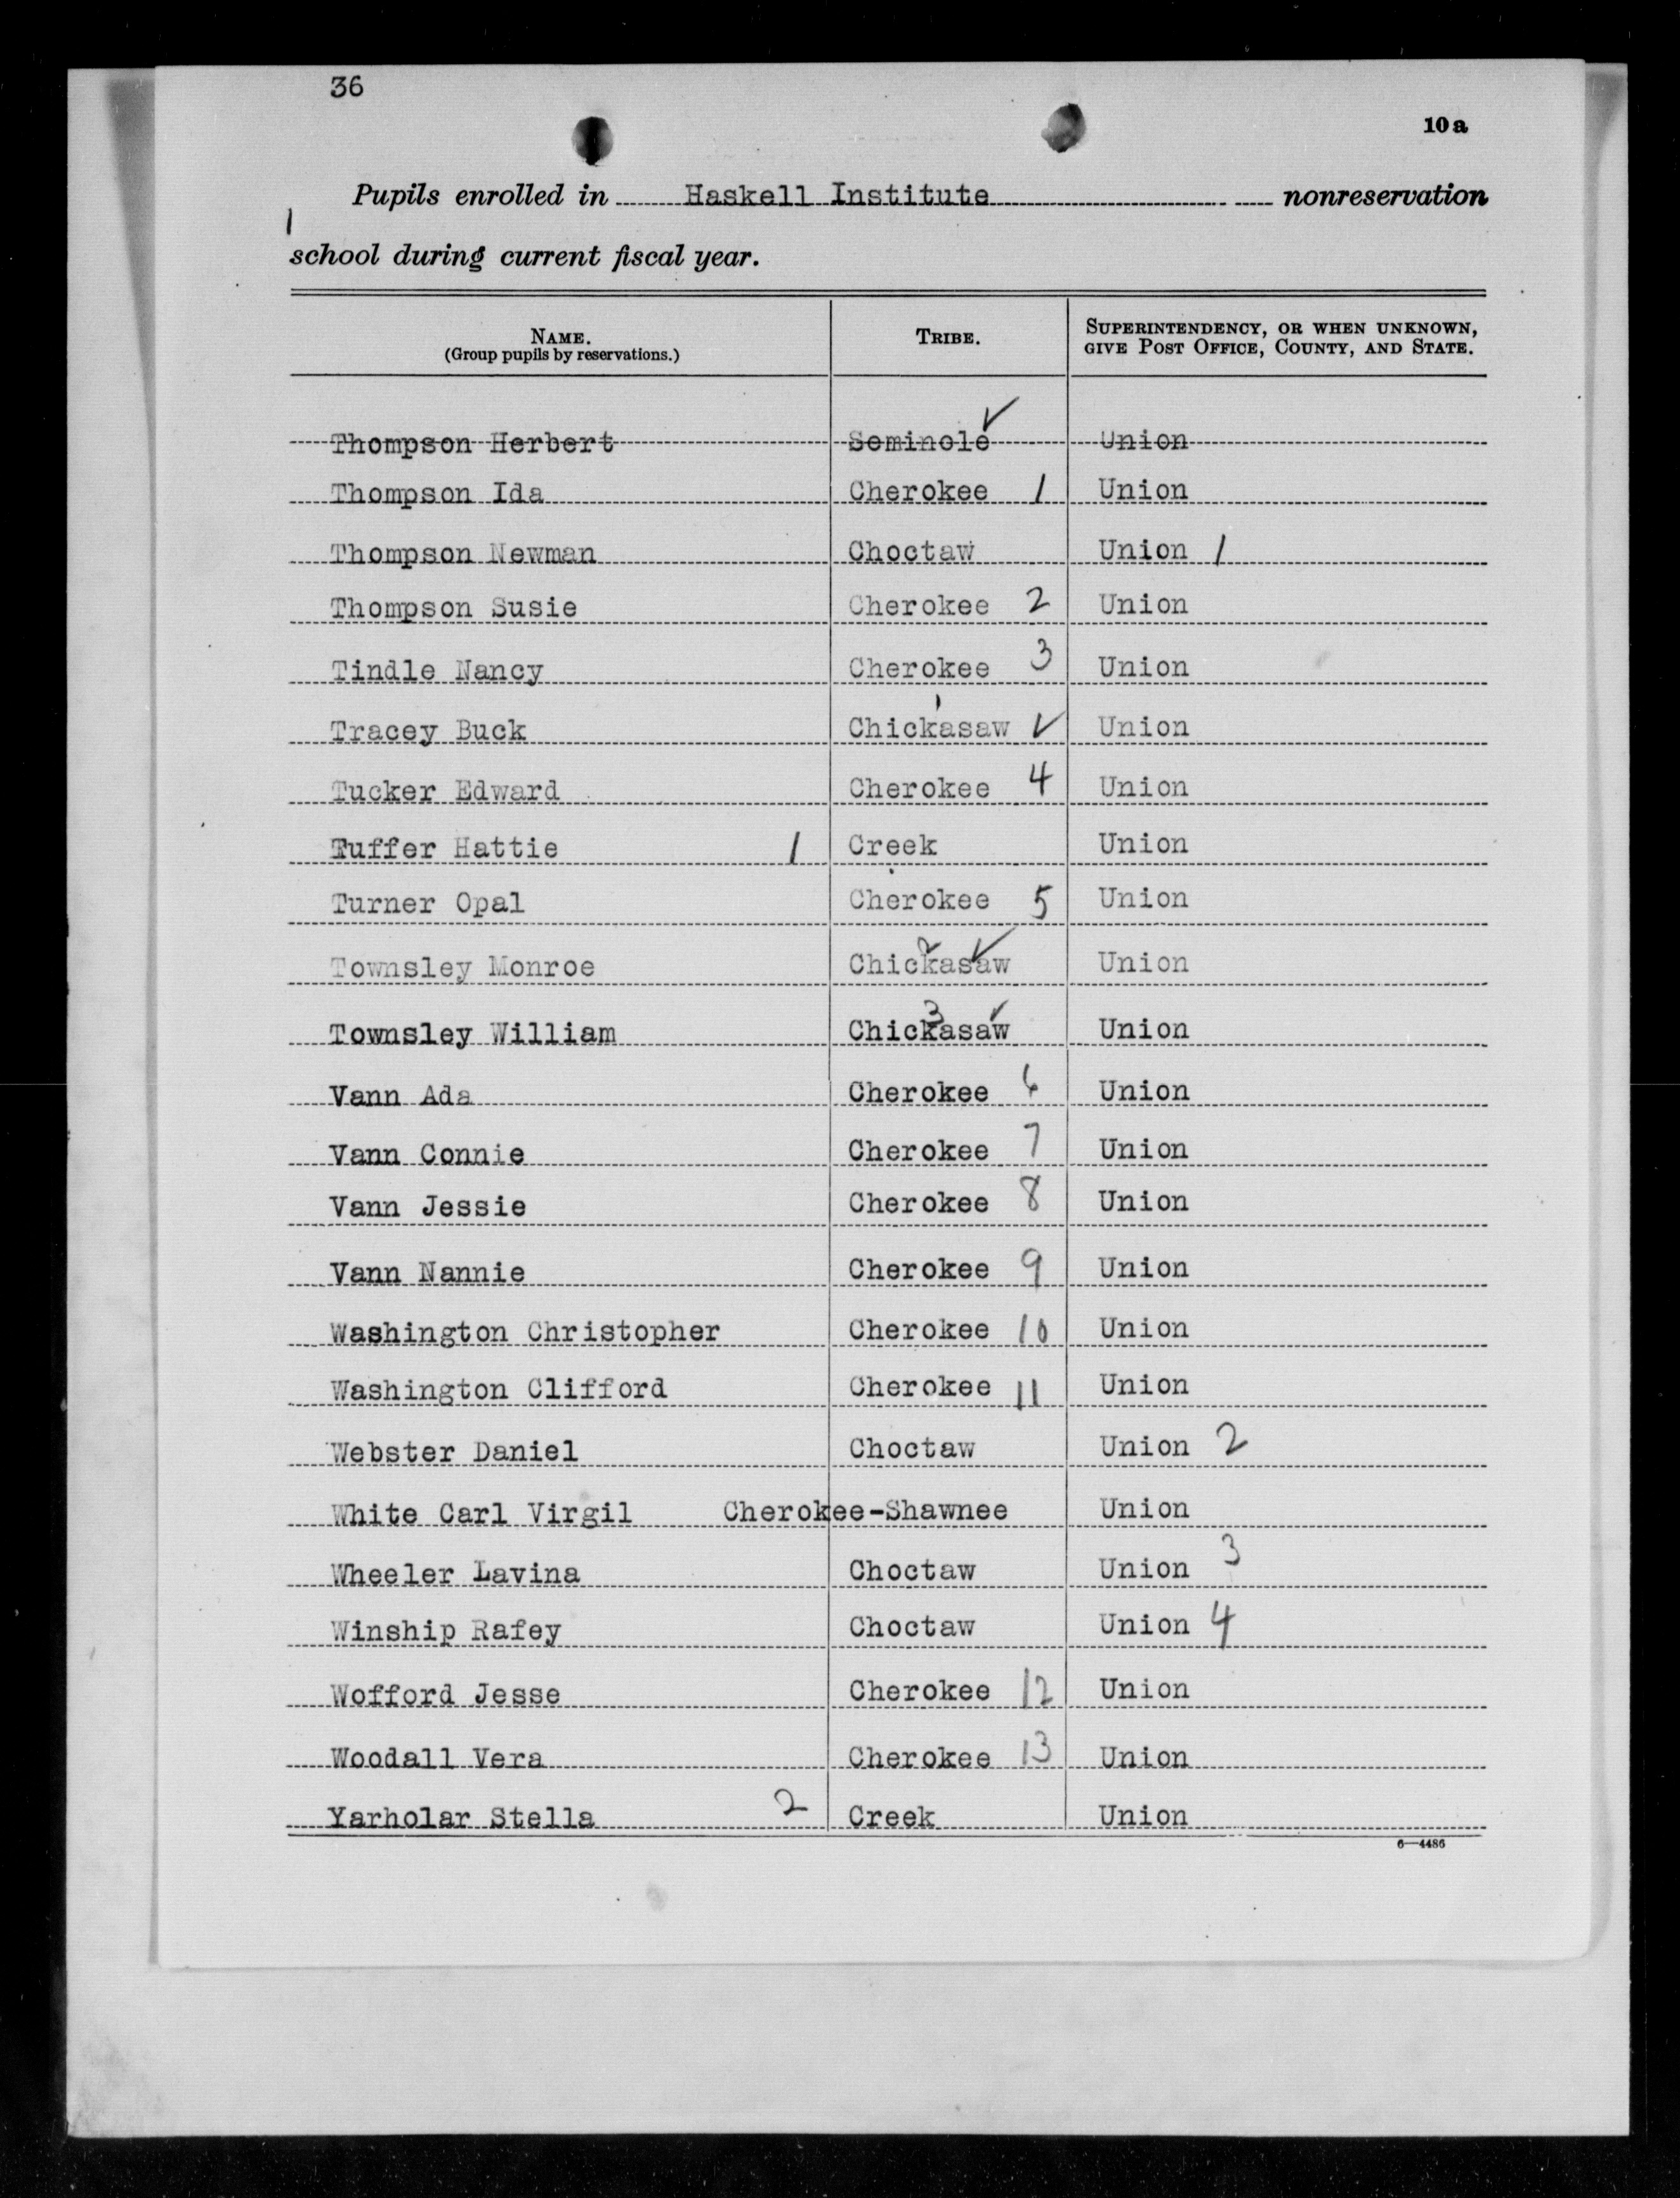 36
10a
Pupils enrolled in Haskell Institute nonreservation
1
school during current fiscal year.
NAME. TRIBE. SUPERINTENDENCY, OR WHEN UNKNOWN,
(Group pupils by reservations.) GIVE POST OFFICE, COUNTY, AND STATE.
Thompson Herbert Seminole ✓ Union
Thompson Ida Cherokee 1 Union
Thompson Newman Choctaw Union 1
Thompson Susie Cherokee 2 Union
Tindle Nancy Cherokee 3 Union
Tracey Buck Chickasaw 1 ✓ Union
Tucker Edward Cherokee 4 Union
Tuffer Hattie 1 Creek Union
Turner Opal Cherokee 5 Union
Townsley Monroe Chickasaw 2 ✓ Union
Townsley William Chickasaw 3 ✓ Union
Vann Ada Cherokee 6 Union
Vann Connie Cherokee 7 Union
Vann Jessie Cherokee 8 Union
Vann Nannie Cherokee 9 Union
Washington Christopher Cherokee 10 Union
Washington Clifford Cherokee 11 Union
Webster Daniel Choctaw Union 2
White Carl Virgil Cherokee-Shawnee Union
Wheeler Lavina Choctaw Union 3
Winship Rafey Choctaw Union 4
Wofford Jesse Cherokee 12 Union
Woodall Vera Cherokee 13 Union
Yarholar Stella 2 Creek Union
6—4486